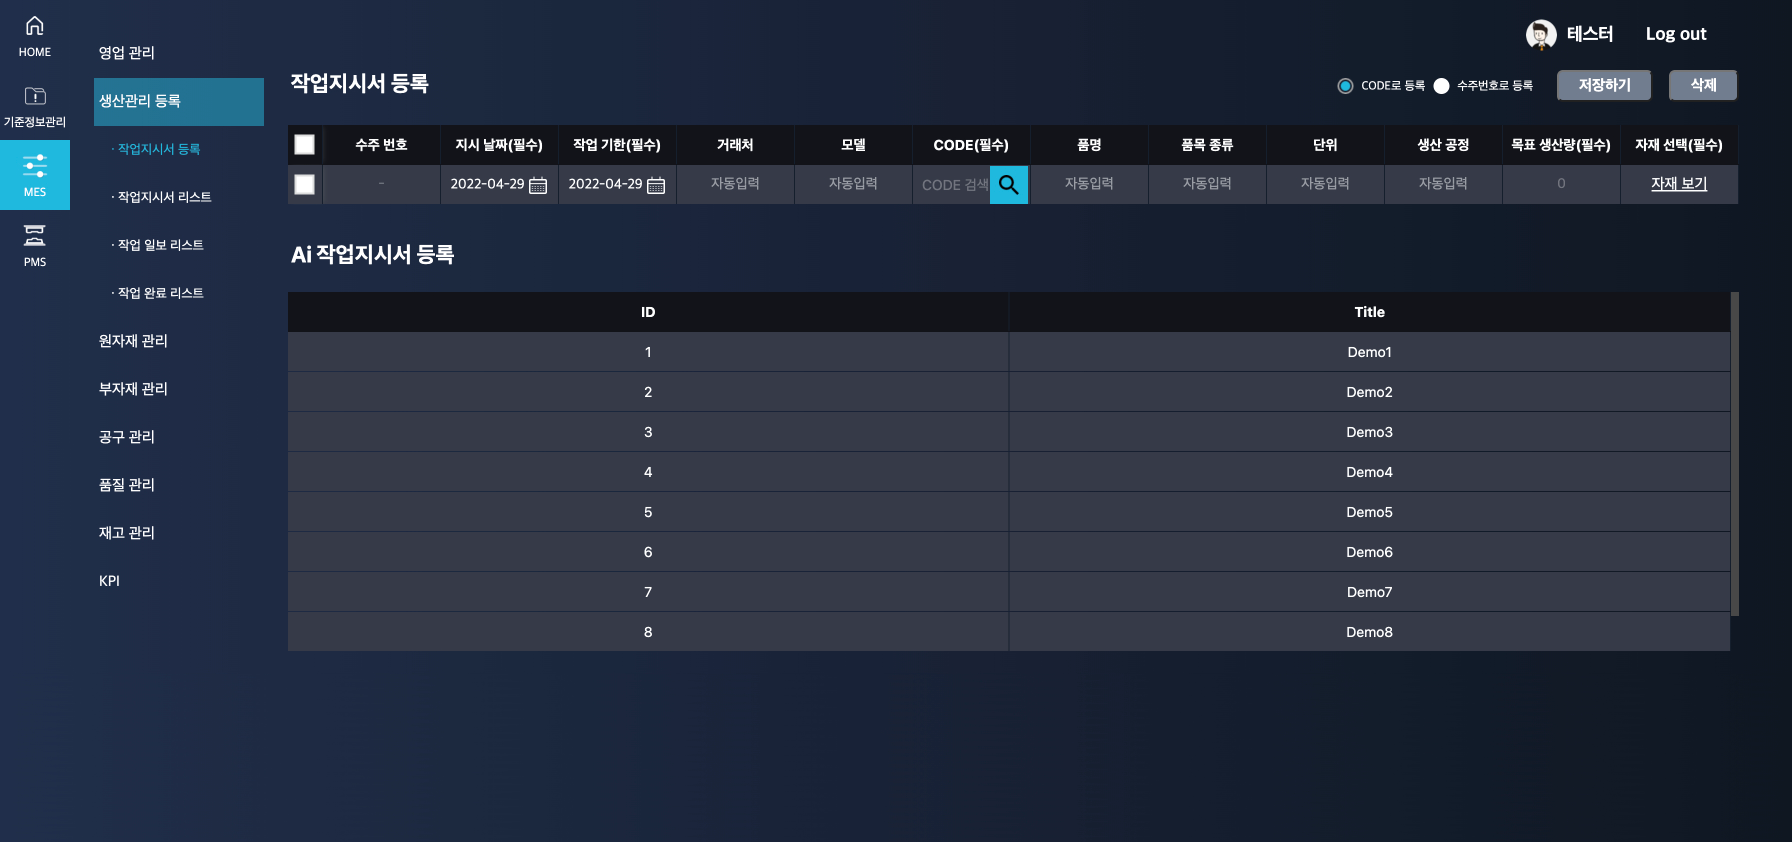 HOME
기준정보관리
MES
PMS
영업 관리
생산관리 등록
· 작업지시서 등록
· 작업지시서 리스트
· 작업 일보 리스트
· 작업 완료 리스트
원자재 관리
부자재 관리
공구 관리
품질 관리
재고 관리
KPI
테스터 Log out
작업지시서 등록
CODE로 등록 수주번호로 등록 저장하기 삭제
수주 번호 지시 날짜(필수) 작업 기한(필수) 거래처 모델 CODE(필수) 품명 품목 종류 단위 생산 공정 목표 생산량(필수) 자재 선택(필수)
- 2022-04-29 2022-04-29 자동입력 자동입력 CODE 검색 자동입력 자동입력 자동입력 자동입력 0 자재 보기
Ai 작업지시서 등록
ID Title
1 Demo1
2 Demo2
3 Demo3
4 Demo4
5 Demo5
6 Demo6
7 Demo7
8 Demo8